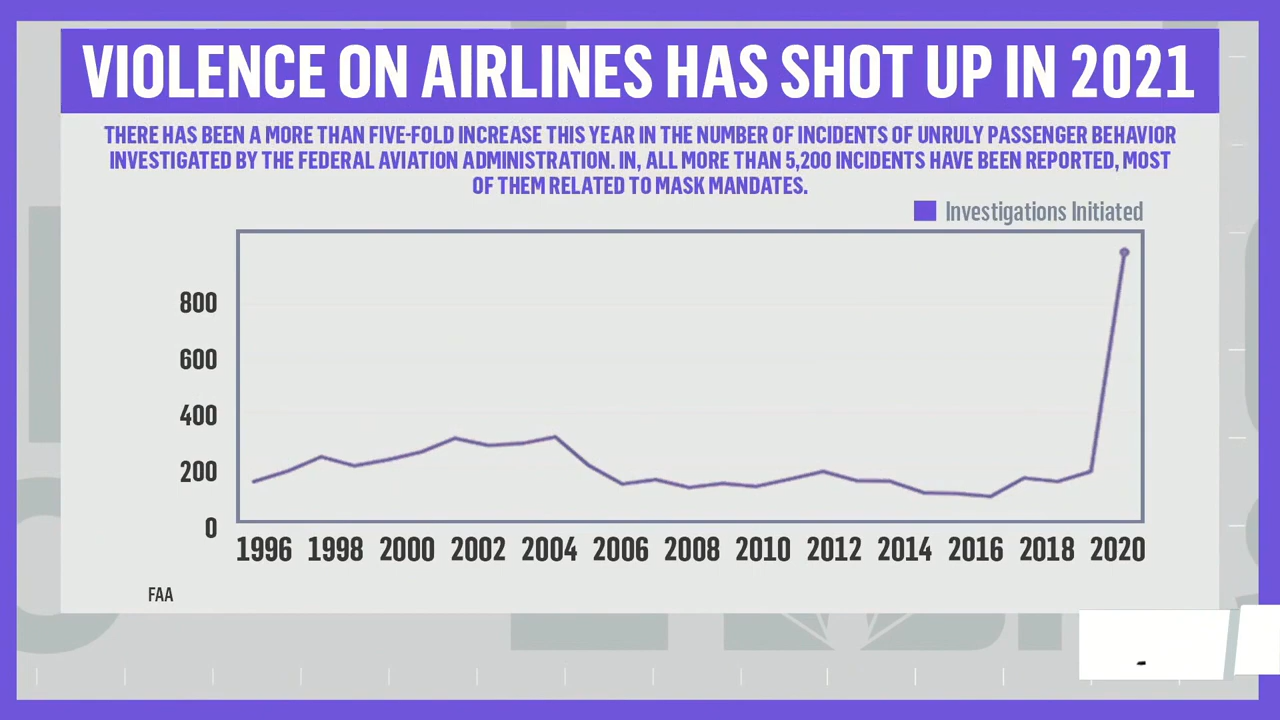 VIOLENCE ON AIRLINES HAS SHOT UP IN 2021
THERE HAS BEEN A MORE THAN FIVE-FOLD INCREASE THIS YEAR IN THE NUMBER OF INCIDENTS OF UNRULY PASSENGER BEHAVIOR
INVESTIGATED BY THE FEDERAL AVIATION ADMINISTRATION. IN, ALL MORE THAN 5,200 INCIDENTS HAVE BEEN REPORTED, MOST
OF THEM RELATED TO MASK MANDATES.
Investigations Initiated
800
600
400
200
0
1996 1998 2000 2002 2004 2006 2008 2010 2012 2014 2016 2018 2020
FAA